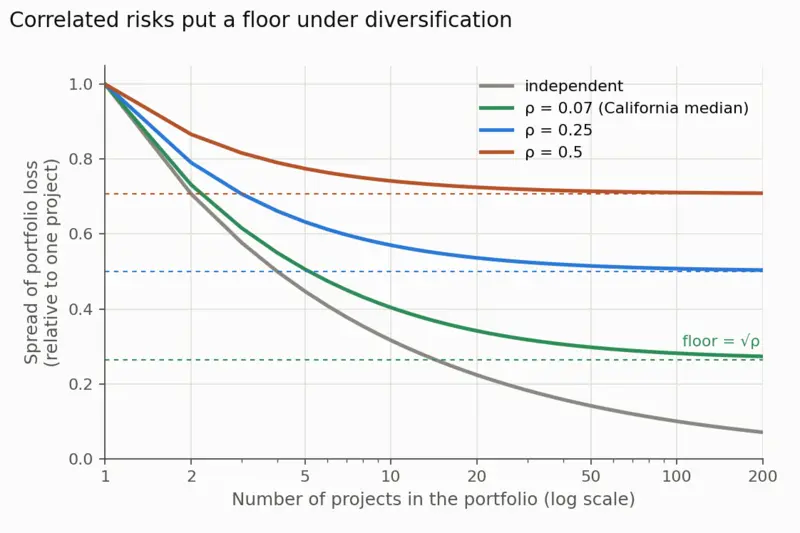 Correlated risks put a floor under diversification
independent
ρ = 0.07 (California median)
ρ = 0.25
ρ = 0.5
Spread of portfolio loss
(relative to one project)
1.0
0.8
0.6
0.4
0.2
0.0
floor = √ρ
1 2 5 10 20 50 100 200
Number of projects in the portfolio (log scale)